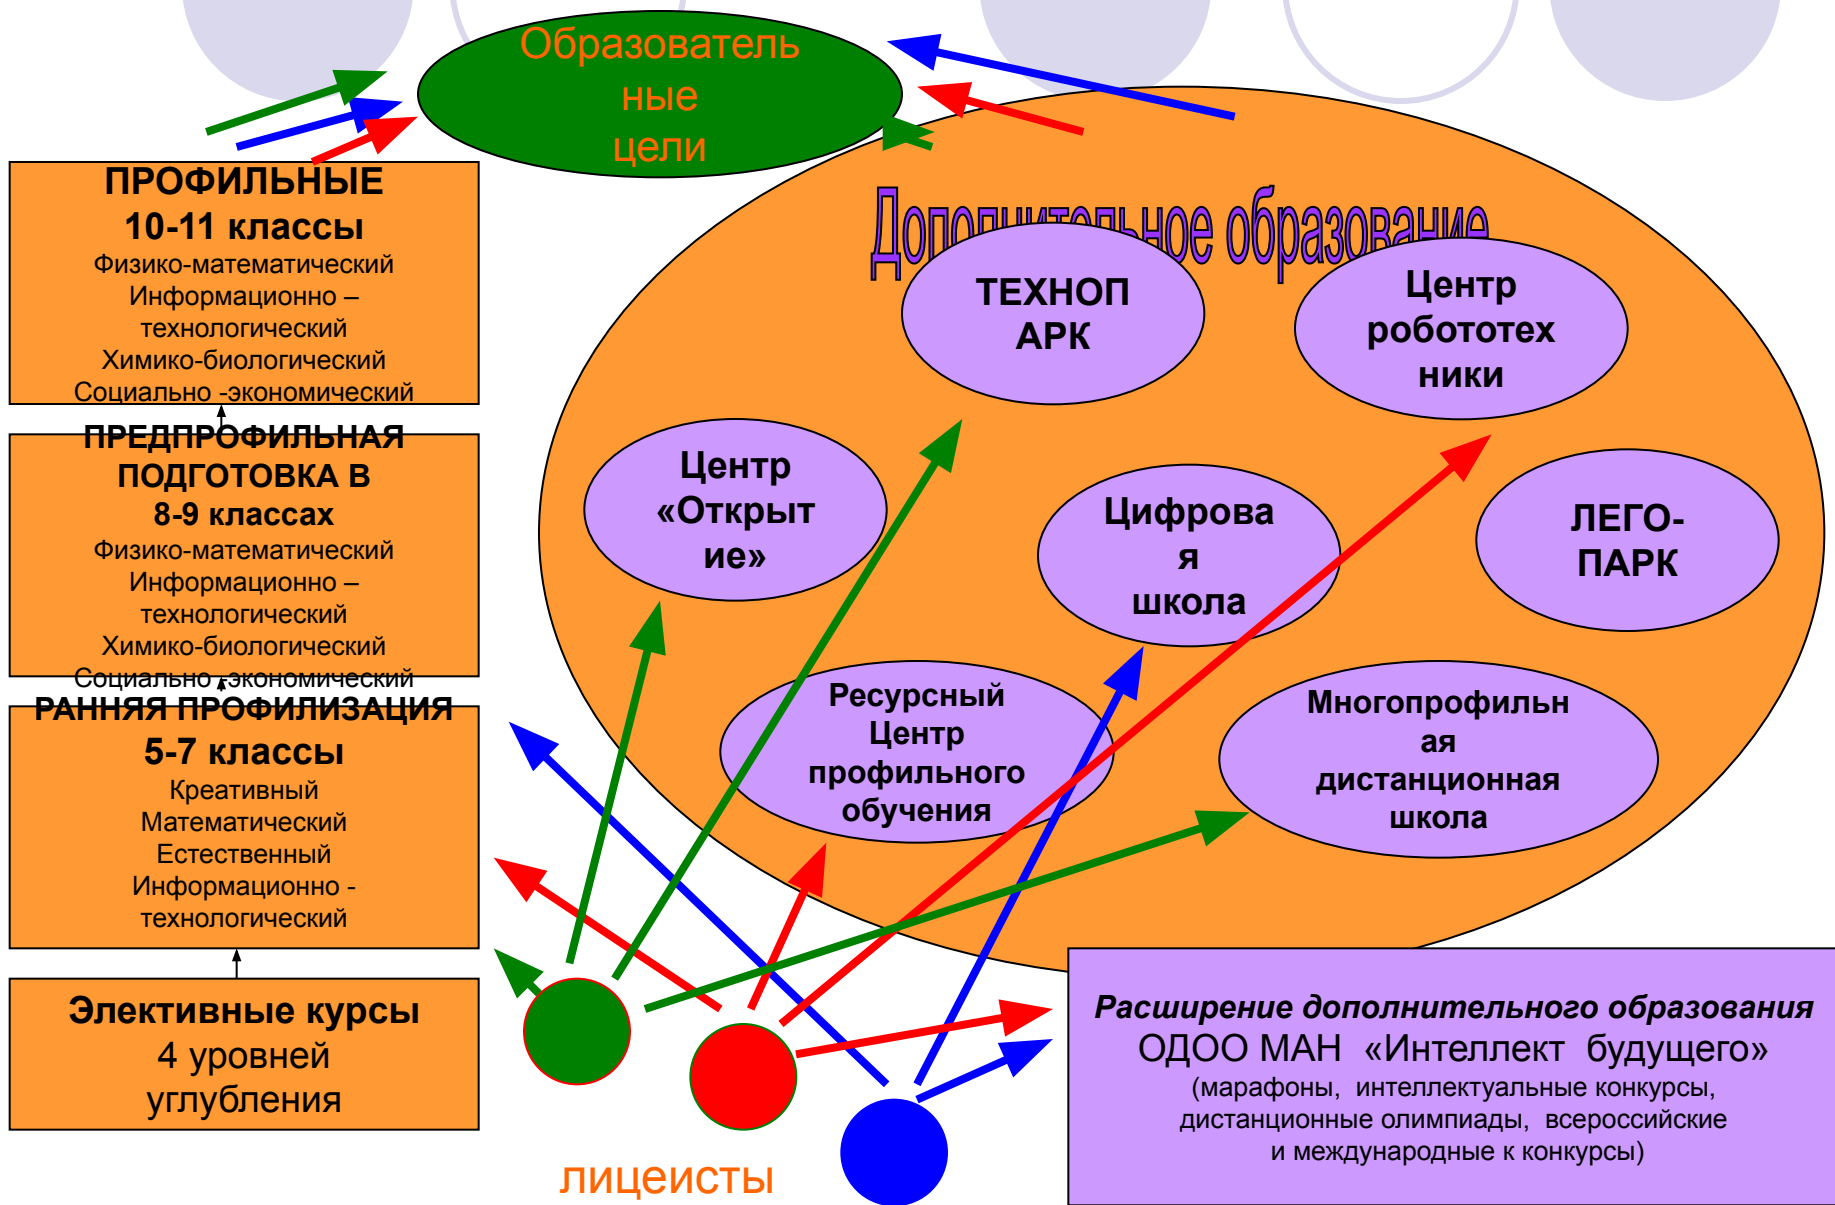 Образователь
ные
цели
ПРОФИЛЬНЫЕ
10-11 классы
Физико-математический
Информационно –
технологический
Химико-биологический
Социально -экономический
ПРЕДПРОФИЛЬНАЯ
ПОДГОТОВКА В
8-9 классах
Физико-математический
Информационно –
технологический
Химико-биологический
Социально -экономический
РАННЯЯ ПРОФИЛИЗАЦИЯ
5-7 классы
Креативный
Математический
Естественный
Информационно -
технологический
Элективные курсы
4 уровней
углубления
Дополнительное образование
ТЕХНОП
АРК
Центр
робототех
ники
Центр
«Открыт
ие»
Цифрова
я
школа
ЛЕГО-
ПАРК
Ресурсный
Центр
профильного
обучения
Многопрофильн
ая
дистанционная
школа
Расширение дополнительного образования
ОДОО МАН «Интеллект будущего»
(марафоны, интеллектуальные конкурсы,
дистанционные олимпиады, всероссийские
и международные к конкурсы)
лицеисты